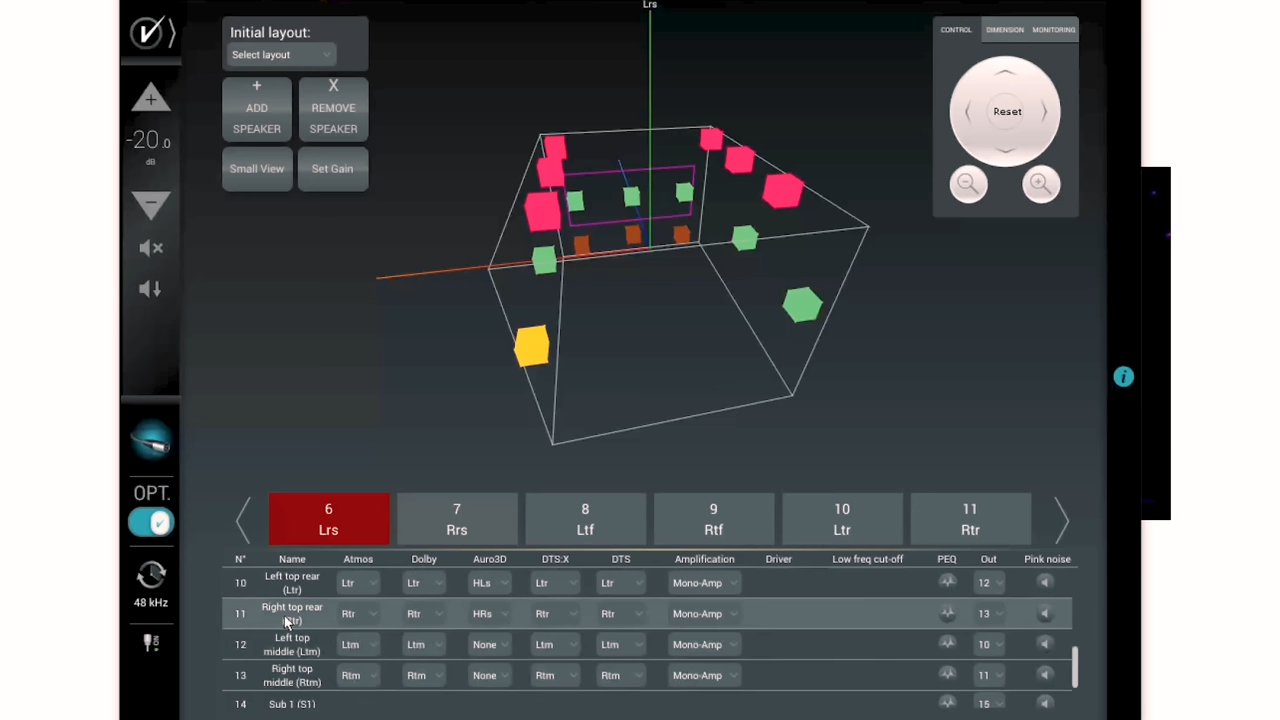 Lrs
Initial layout:
Select layout
+
ADD
SPEAKER
X
REMOVE
SPEAKER
Small View
Set Gain
CONTROL
DIMENSION
MONITORING
Reset
-20.0
dB
OPT.
48 kHz
ON
i
6
Lrs
7
Rrs
8
Ltf
9
Rtf
10
Ltr
11
Rtr
N° Name Atmos Dolby Auro3D DTS:X DTS Amplification Driver Low freq cut-off PEQ Out Pink noise
10 Left top rear (Ltr) Ltr Ltr HLs Ltr Ltr Mono-Amp 12
11 Right top rear Rtr Rtr HRs Rtr Rtr Mono-Amp 13
12 Left top middle (Ltm) Ltm Ltm None Ltm Ltm Mono-Amp 10
13 Right top middle (Rtm) Rtm Rtm None Rtm Rtm Mono-Amp 11
14 Sub 1 (S1) 15